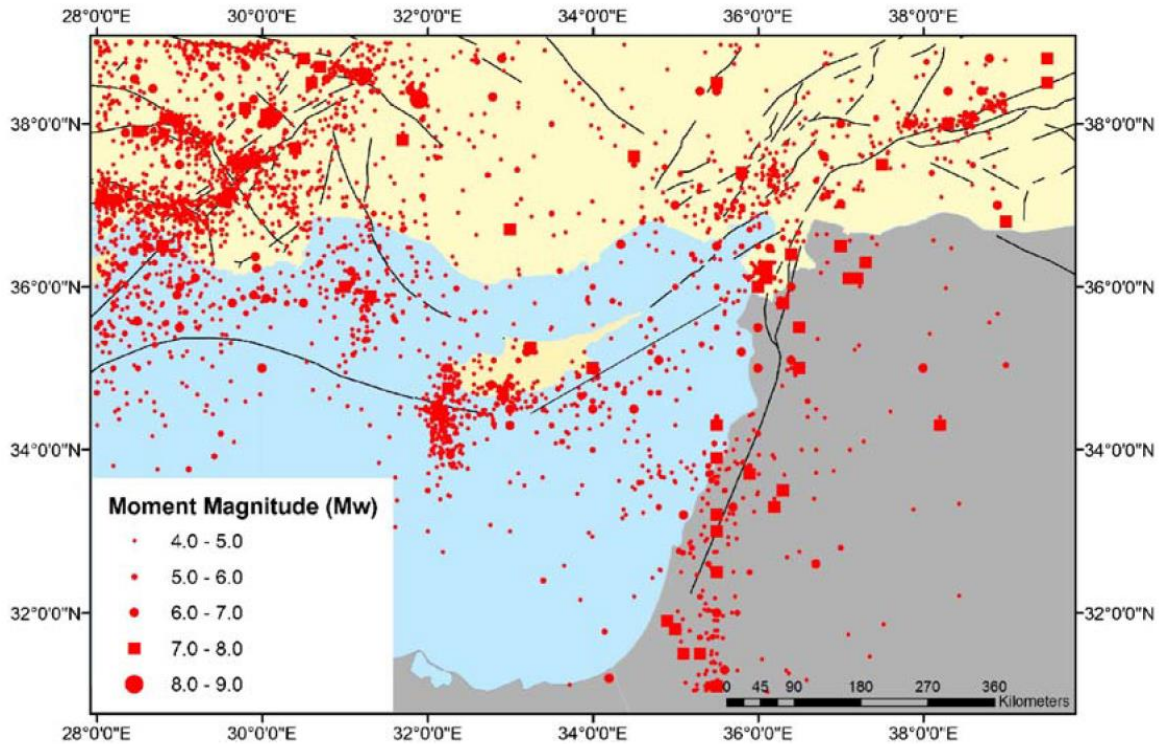 28°0'0"E 30°0'0"E 32°0'0"E 34°0'0"E 36°0'0"E 38°0'0"E
38°0'0"N 38°0'0"N
36°0'0"N 36°0'0"N
34°0'0"N 34°0'0"N
Moment Magnitude (Mw)
4.0 - 5.0
5.0 - 6.0
6.0 - 7.0
7.0 - 8.0
8.0 - 9.0
32°0'0"N 32°0'0"N
0 45 90 180 270 360
Kilometers
28°0'0"E 30°0'0"E 32°0'0"E 34°0'0"E 36°0'0"E 38°0'0"E